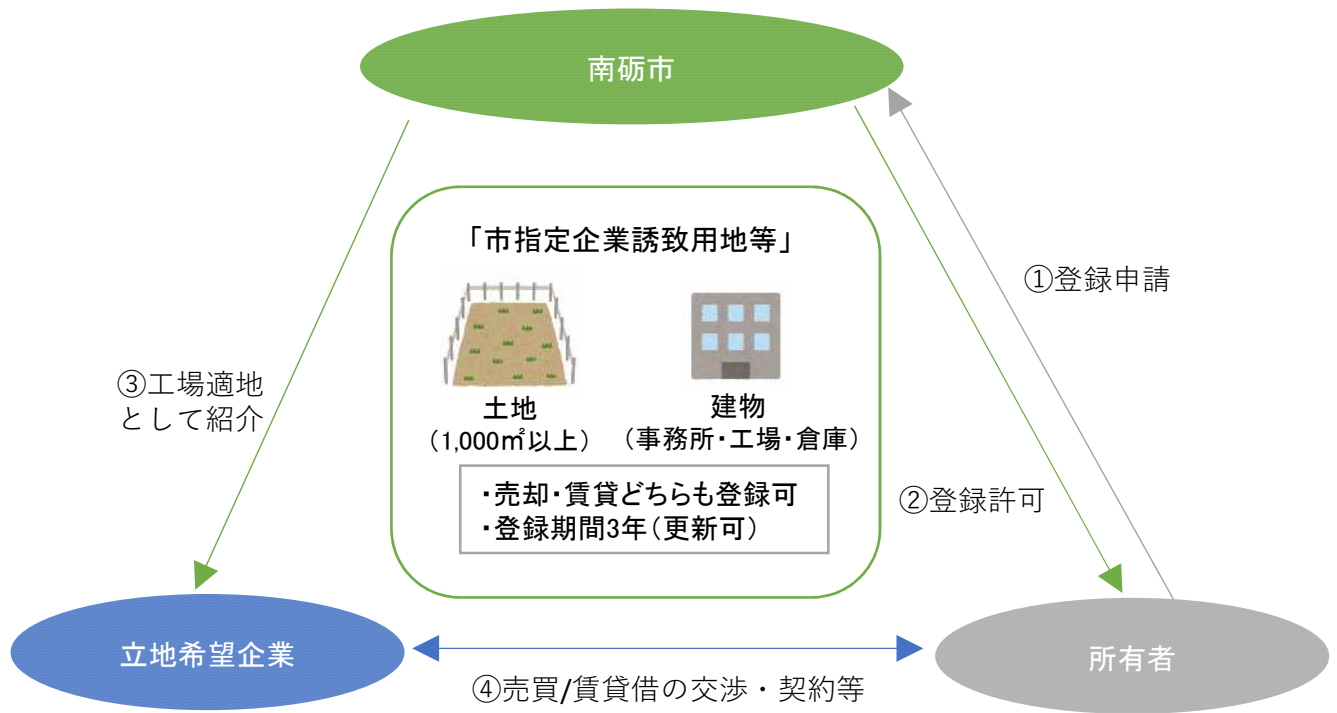 南砺市
「市指定企業誘致用地等」
土地
(1,000㎡以上)
建物
(事務所・工場・倉庫)
・売却・賃貸どちらも登録可
・登録期間3年(更新可)
①登録申請
②登録許可
③工場適地
として紹介
立地希望企業
所有者
④売買/賃貸借の交渉・契約等